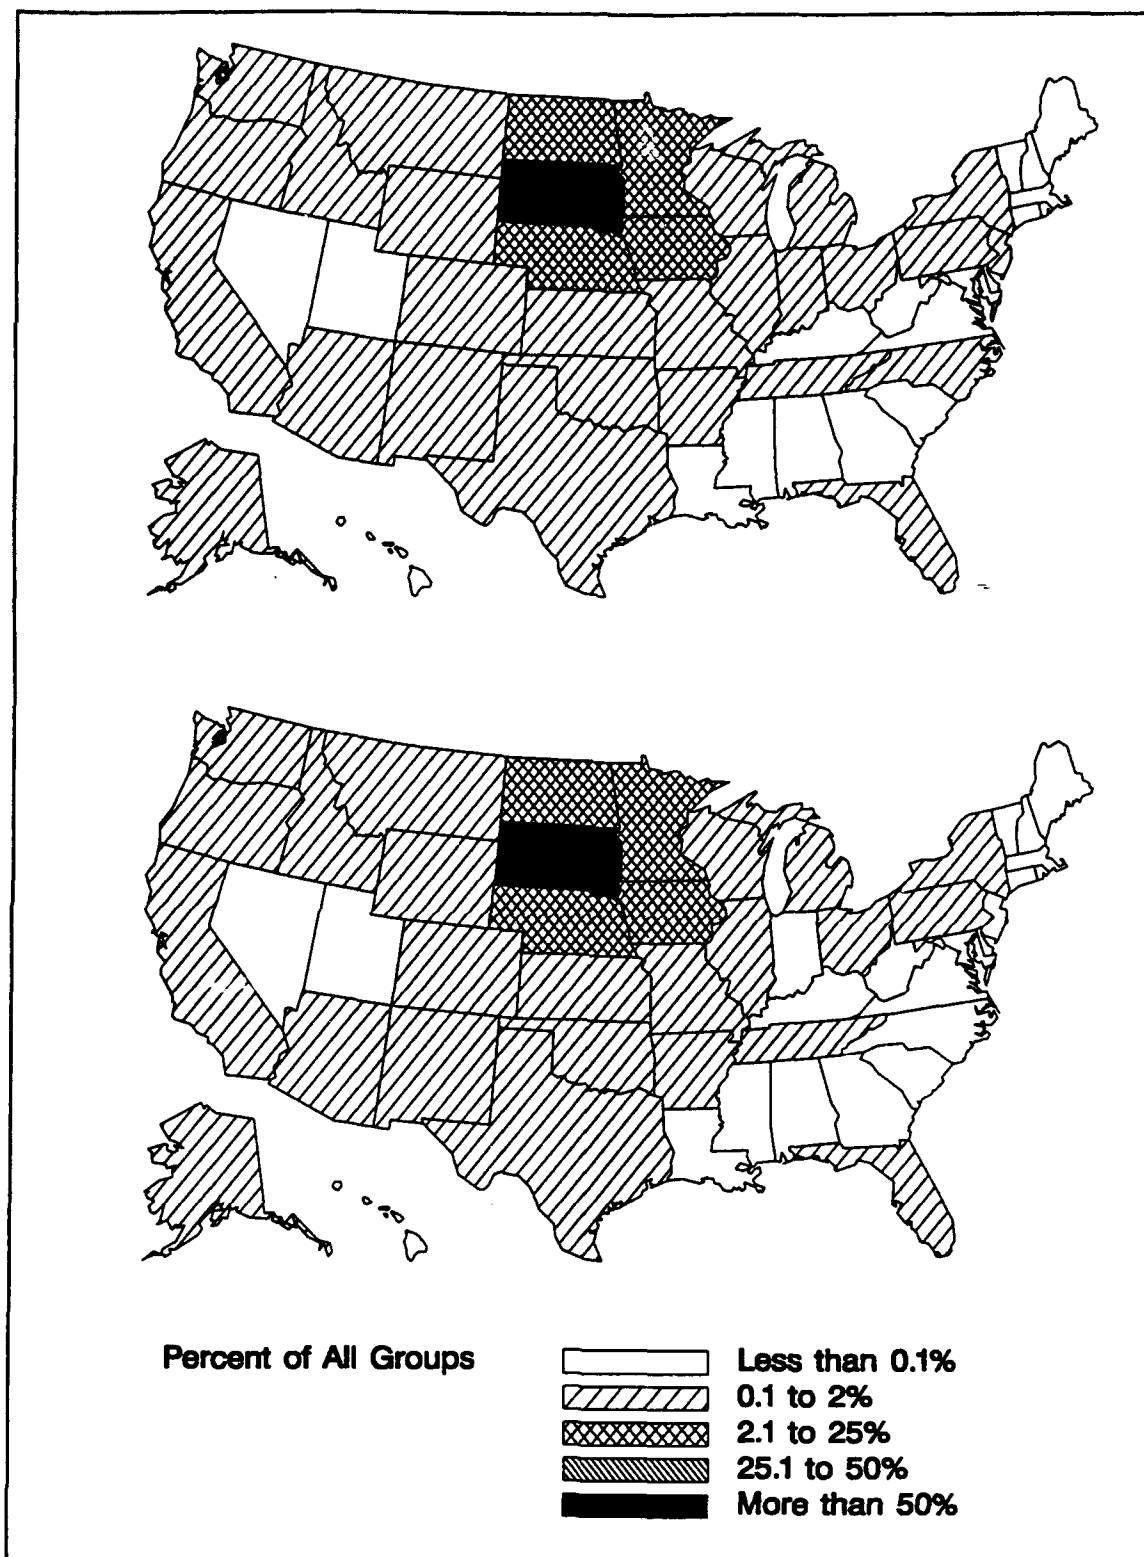 Percent of All Groups
Less than 0.1%
0.1 to 2%
2.1 to 25%
25.1 to 50%
More than 50%